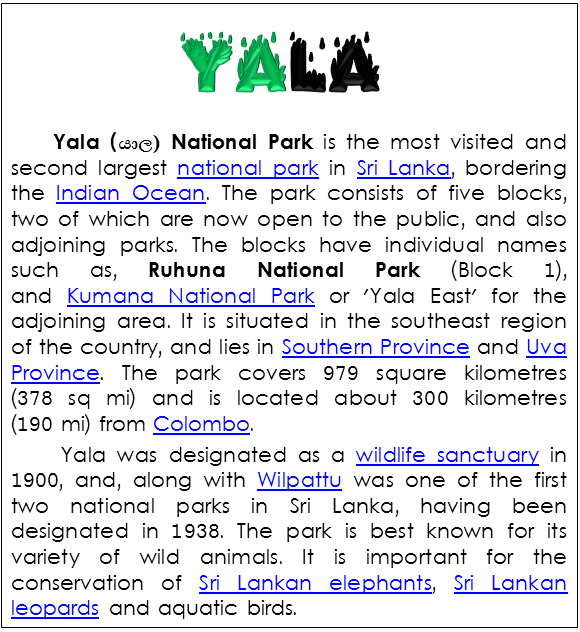 YALA
Yala (යාල) National Park is the most visited and
second largest national park in Sri Lanka, bordering
the Indian Ocean. The park consists of five blocks,
two of which are now open to the public, and also
adjoining parks. The blocks have individual names
such as, Ruhuna National Park (Block 1),
and Kumana National Park or 'Yala East' for the
adjoining area. It is situated in the southeast region
of the country, and lies in Southern Province and Uva
Province. The park covers 979 square kilometres
(378 sq mi) and is located about 300 kilometres
(190 mi) from Colombo.
Yala was designated as a wildlife sanctuary in
1900, and, along with Wilpattu was one of the first
two national parks in Sri Lanka, having been
designated in 1938. The park is best known for its
variety of wild animals. It is important for the
conservation of Sri Lankan elephants, Sri Lankan
leopards and aquatic birds.